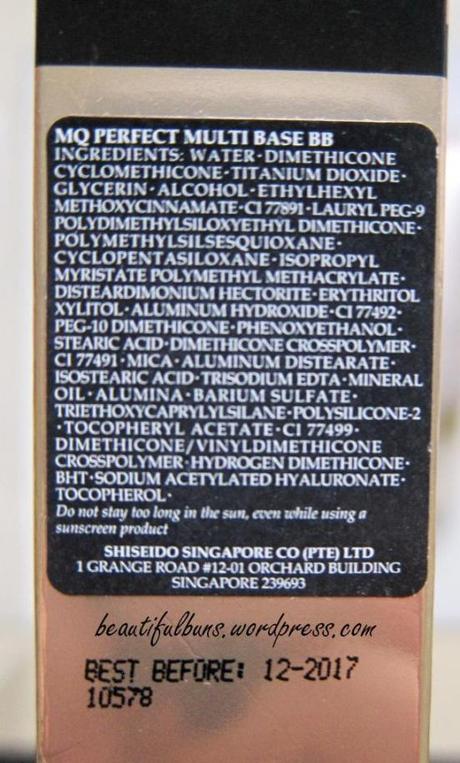 MQ PERFECT MULTI BASE BB
INGREDIENTS: WATER·DIMETHICONE
CYCLOMETHICONE·TITANIUM DIOXIDE·
GLYCERIN·ALCOHOL·ETHYLHEXYL
METHOXYCINNAMATE·CI 77891·LAURYL PEG-9
POLYDIMETHYLSILOXYETHYL DIMETHICONE·
POLYMETHYLSILSESQUIOXANE·
CYCLOPENTASILOXANE·ISOPROPYL
MYRISTATE POLYMETHYL METHACRYLATE·
DISTEARDIMONIUM HECTORITE·ERYTHRITOL
XYLITOL·ALUMINUM HYDROXIDE·CI 77492·
PEG-10 DIMETHICONE·PHENOXYETHANOL·
STEARIC ACID·DIMETHICONE CROSSPOLYMER·
CI 77491·MICA·ALUMINUM DISTEARATE·
ISOSTEARIC ACID·TRISODIUM EDTA·MINERAL
OIL·ALUMINA·BARIUM SULFATE·
TRIETHOXYCAPRYLYLSILANE·POLYSILICONE-2
·TOCOPHERYL ACETATE·CI 77499·
DIMETHICONE/VINYLDIMETHICONE
CROSSPOLYMER·HYDROGEN DIMETHICONE·
BHT·SODIUM ACETYLATED HYALURONATE·
TOCOPHEROL·
Do not stay too long in the sun, even while using a
sunscreen product
SHISEIDO SINGAPORE CO (PTE) LTD
1 GRANGE ROAD #12-01 ORCHARD BUILDING
SINGAPORE 239693
beautifulbuns.wordpress.com
BEST BEFORE: 12-2017
10578